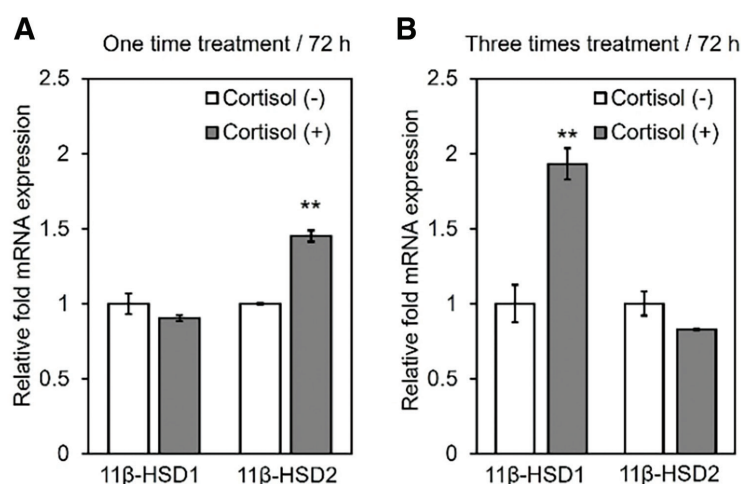 A
One time treatment / 72 h
Relative fold mRNA expression
2.5
2
1.5
1
0.5
0
Cortisol (-)
Cortisol (+)
**
11β-HSD1
11β-HSD2
B
Three times treatment / 72 h
Relative fold mRNA expression
2.5
2
1.5
1
0.5
0
Cortisol (-)
Cortisol (+)
**
11β-HSD1
11β-HSD2